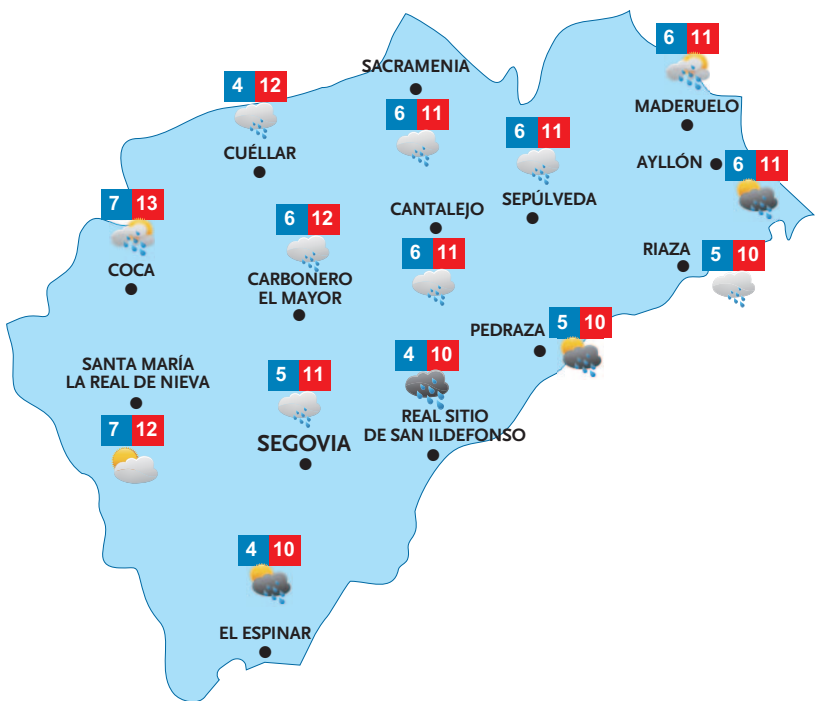 6 11
MADERUELO
SACRAMENIA
6 11
4 12
CUÉLLAR
6 11
SEPÚLVEDA
AYLLÓN
6 11
7 13
COCA
6 12
CARBONERO
EL MAYOR
CANTALEJO
6 11
RIAZA
5 10
PEDRAZA
5 10
SANTA MARÍA
LA REAL DE NIEVA
7 12
5 11
SEGOVIA
4 10
REAL SITIO
DE SAN ILDEFONSO
4 10
EL ESPINAR